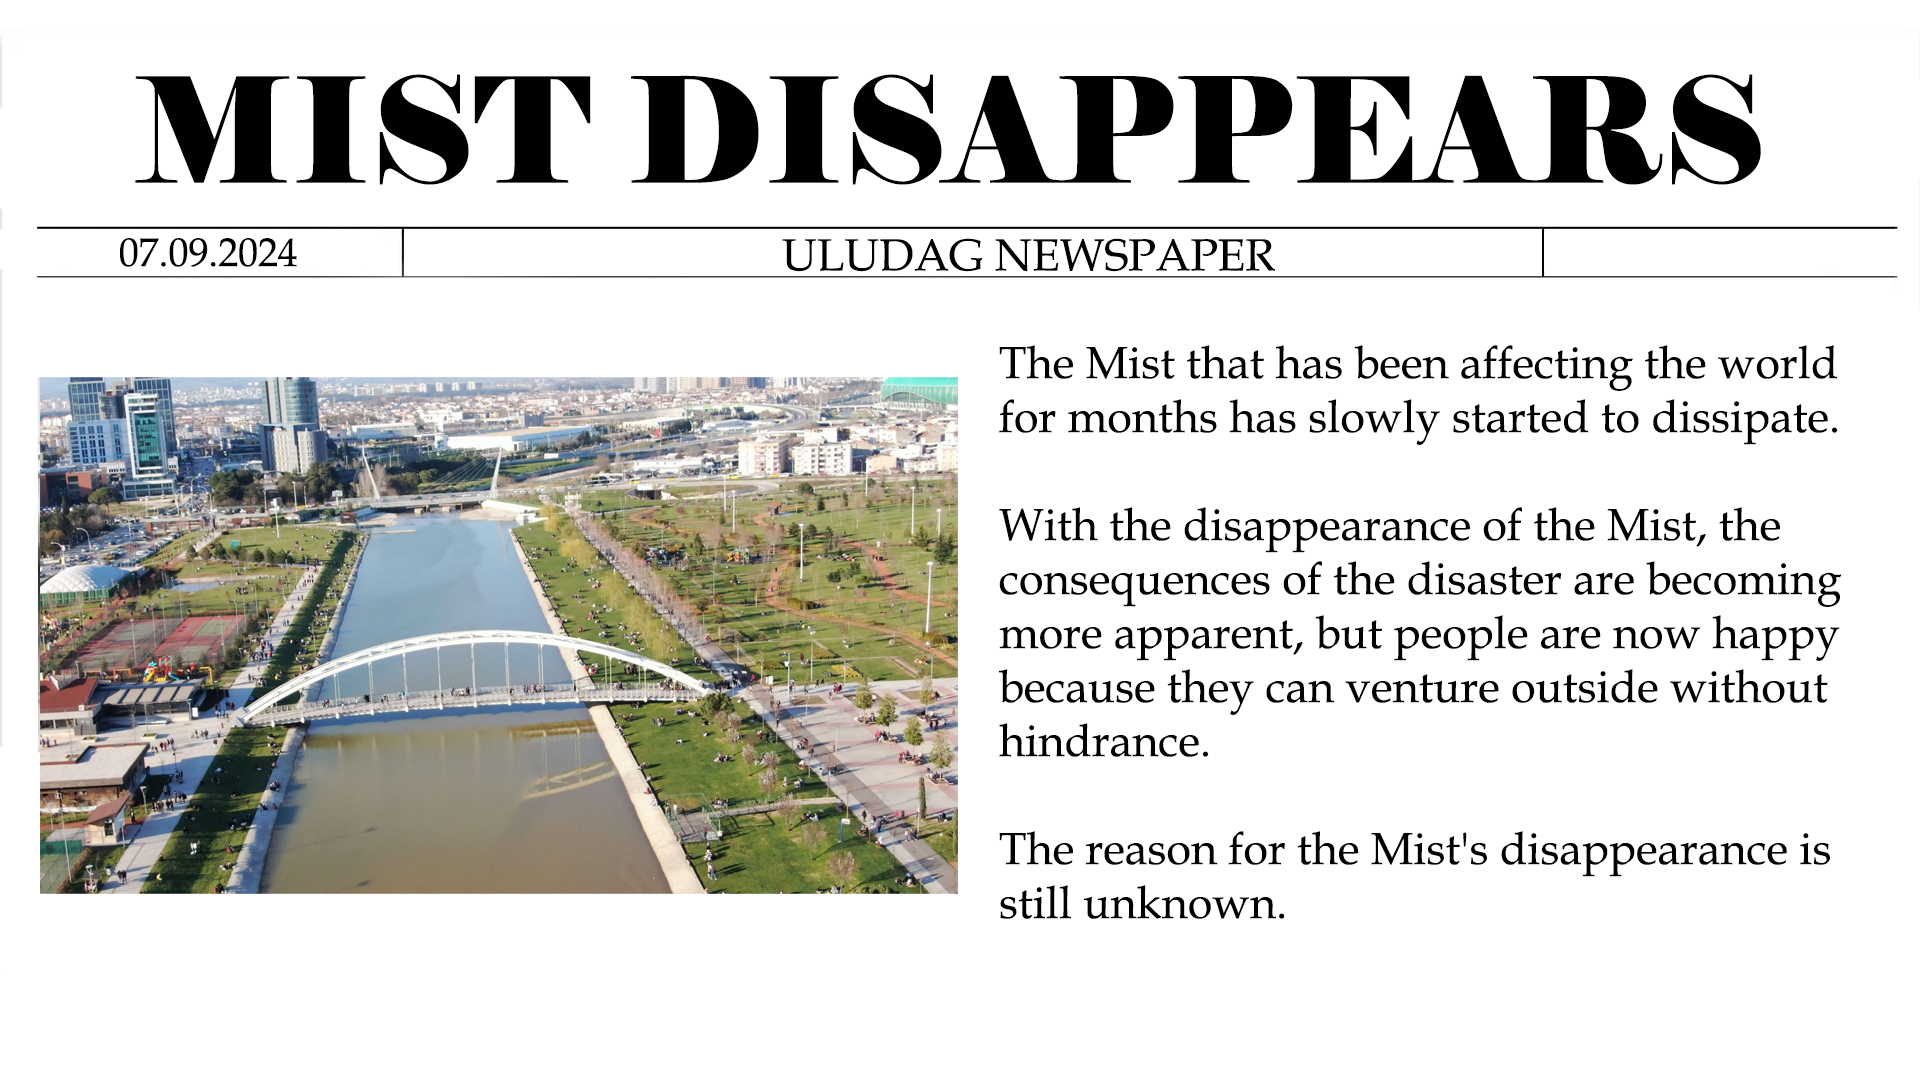 MIST DISAPPEARS
07.09.2024
ULUDAG NEWSPAPER
The Mist that has been affecting the world
for months has slowly started to dissipate.
With the disappearance of the Mist, the
consequences of the disaster are becoming
more apparent, but people are now happy
because they can venture outside without
hindrance.
The reason for the Mist's disappearance is
still unknown.